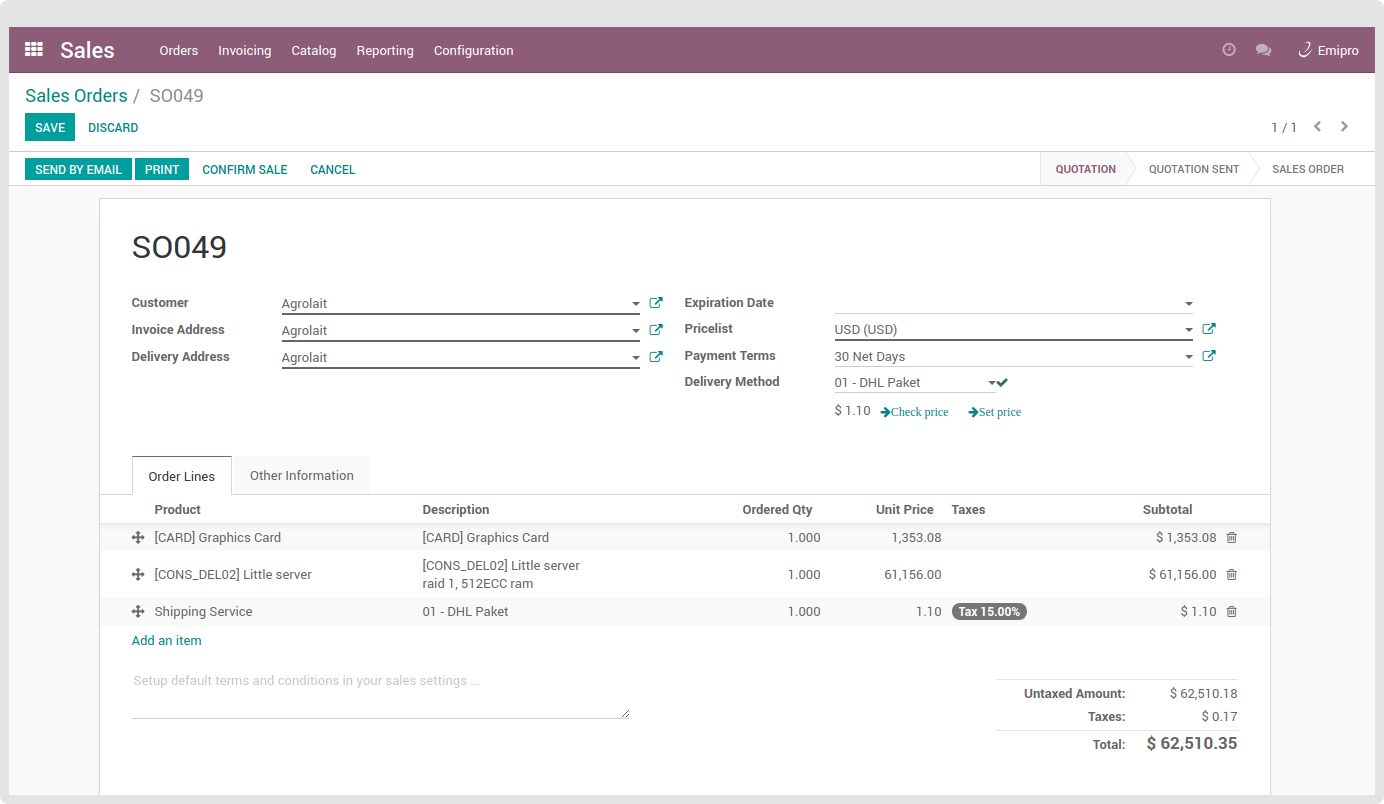 Sales Orders Invoicing Catalog Reporting Configuration Emipro
Sales Orders / SO049
SAVE DISCARD 1 / 1
SEND BY EMAIL PRINT CONFIRM SALE CANCEL QUOTATION QUOTATION SENT SALES ORDER
SO049
Customer Agrolait Expiration Date
Invoice Address Agrolait Pricelist USD (USD)
Delivery Address Agrolait Payment Terms 30 Net Days
Delivery Method 01 - DHL Paket
$ 1.10 Check price Set price
Order Lines Other Information
Product Description Ordered Qty Unit Price Taxes Subtotal
[CARD] Graphics Card [CARD] Graphics Card 1.000 1,353.08 $ 1,353.08
[CONS_DEL02] Little server [CONS_DEL02] Little server 1.000 61,156.00 $ 61,156.00
raid 1, 512ECC ram
Shipping Service 01 - DHL Paket 1.000 1.10 Tax 15.00% $ 1.10
Add an item
Setup default terms and conditions in your sales settings ...
Untaxed Amount: $ 62,510.18
Taxes: $ 0.17
Total: $ 62,510.35